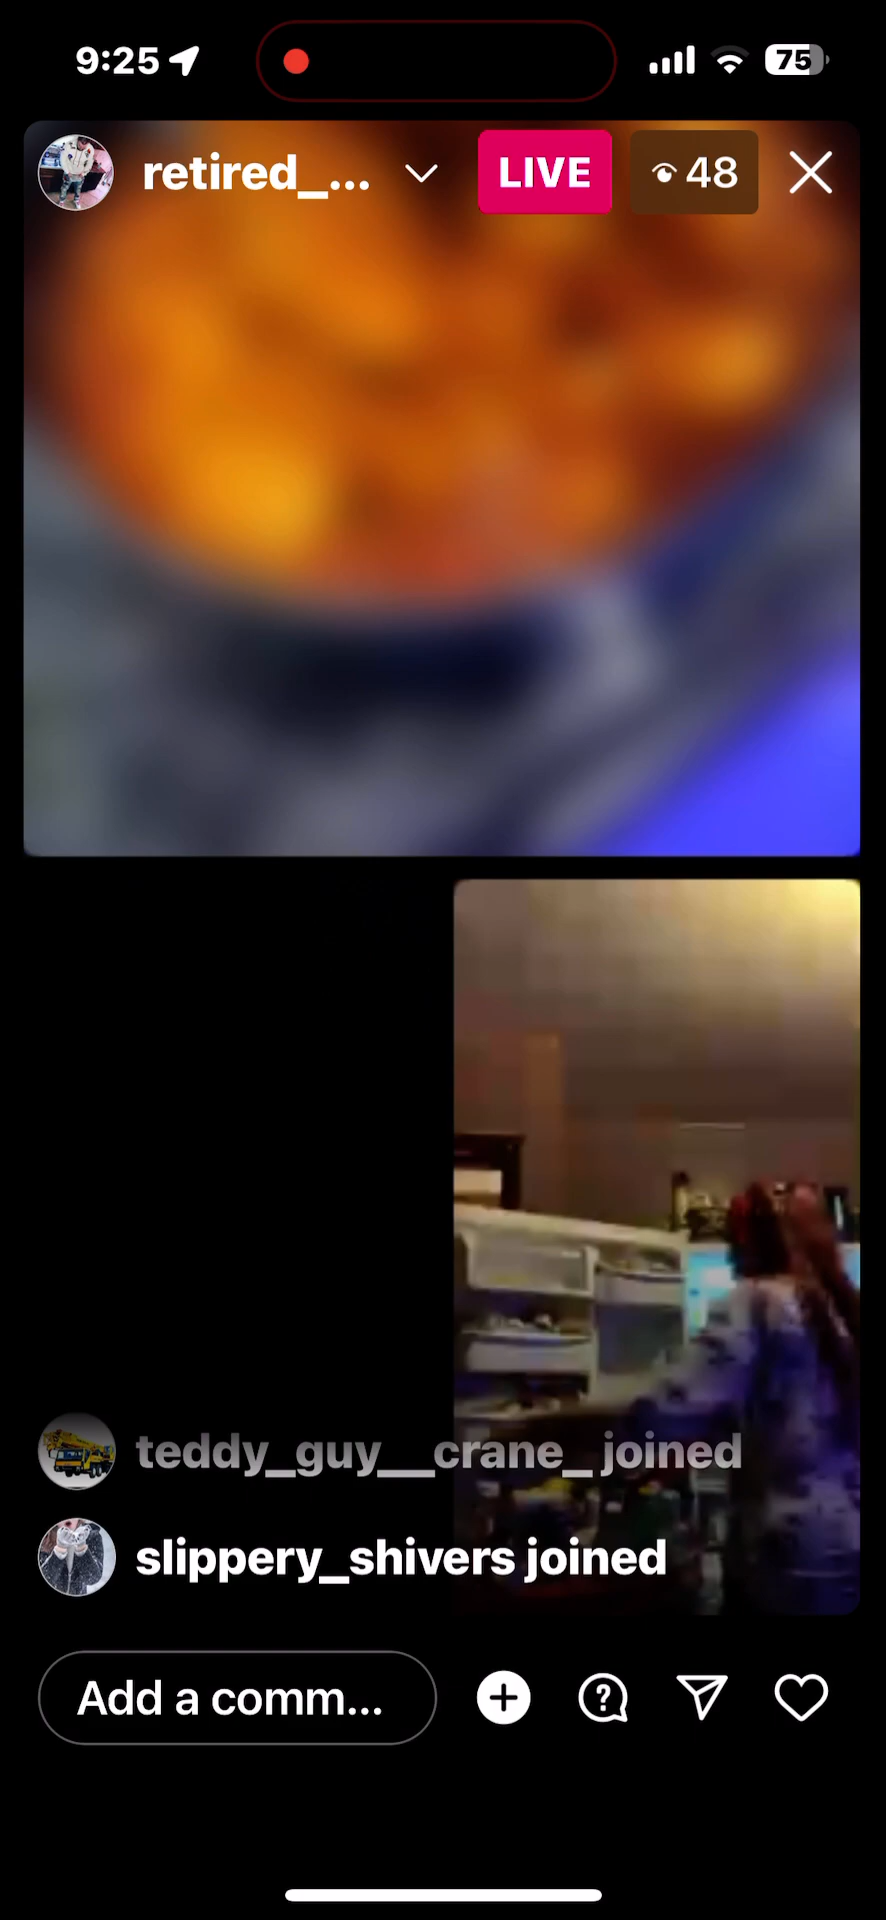 9:25
75
retired_...
LIVE
48
teddy_guy__crane_ joined
slippery_shivers joined
Add a comm...